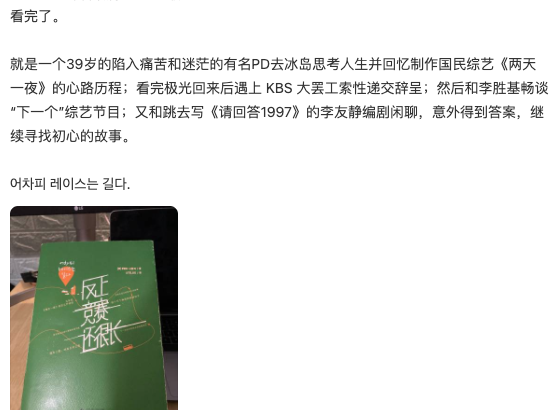 看完了。
就是一个39岁的陷入痛苦和迷茫的有名PD去冰岛思考人生并回忆制作国民综艺《两天
一夜》的心路历程；看完极光回来后遇上 KBS 大罢工索性递交辞呈；然后和李胜基畅谈
“下一个”综艺节目；又和跳去写《请回答1997》的李友静编剧闲聊，意外得到答案，继
续寻找初心的故事。
어차피 레이스는 길다.
反正
竞赛
还很长